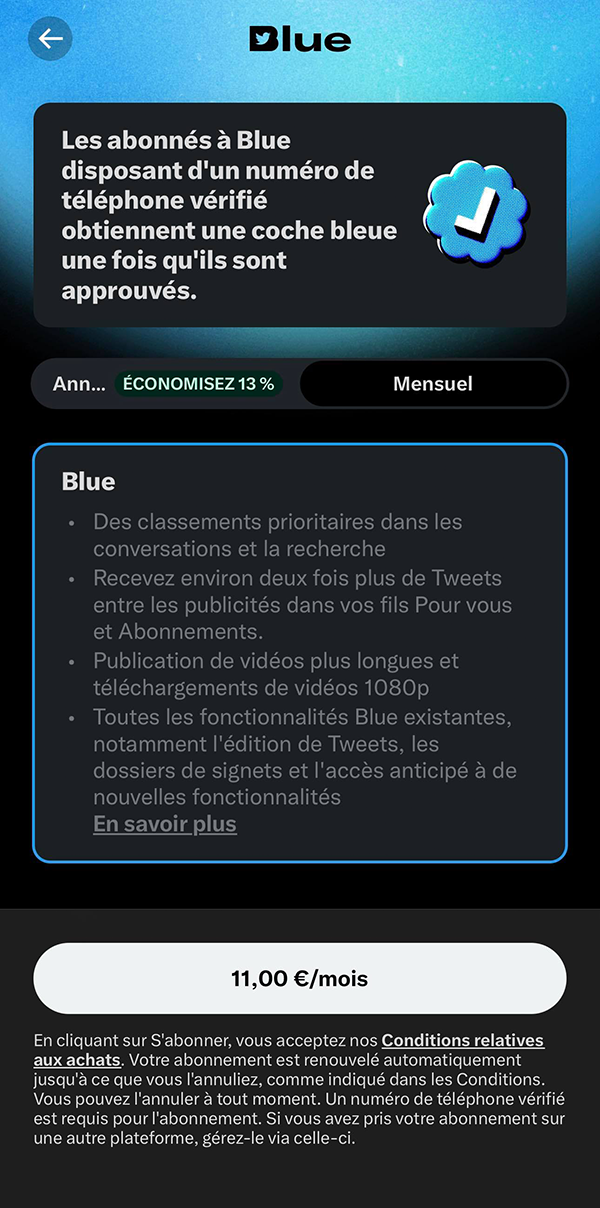 Blue
Les abonnés à Blue
disposant d'un numéro de
téléphone vérifié
obtiennent une coche bleue
une fois qu'ils sont
approuvés.
Ann... ÉCONOMISEZ 13 % Mensuel
Blue
• Des classements prioritaires dans les
conversations et la recherche
• Recevez environ deux fois plus de Tweets
entre les publicités dans vos fils Pour vous
et Abonnements.
• Publication de vidéos plus longues et
téléchargements de vidéos 1080p
• Toutes les fonctionnalités Blue existantes,
notamment l'édition de Tweets, les
dossiers de signets et l'accès anticipé à de
nouvelles fonctionnalités
En savoir plus
11,00 €/mois
En cliquant sur S'abonner, vous acceptez nos Conditions relatives
aux achats. Votre abonnement est renouvelé automatiquement
jusqu'à ce que vous l'annuliez, comme indiqué dans les Conditions.
Vous pouvez l'annuler à tout moment. Un numéro de téléphone vérifié
est requis pour l'abonnement. Si vous avez pris votre abonnement sur
une autre plateforme, gérez-le via celle-ci.